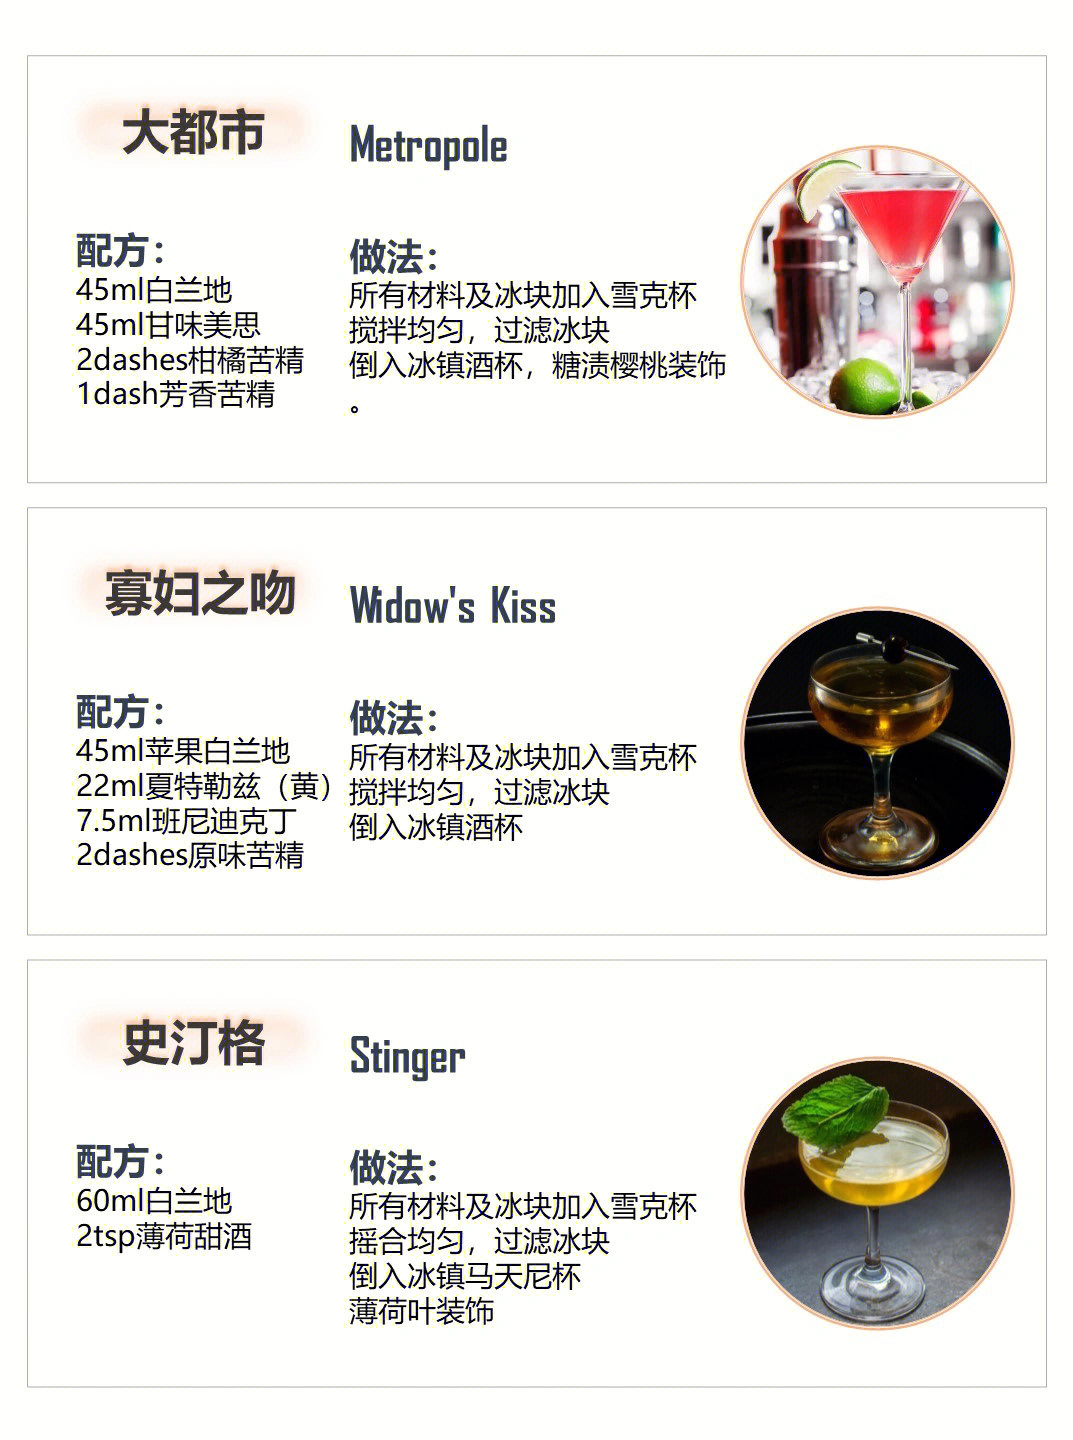 大都市
Metropole
配方：
45ml白兰地
45ml甘味美思
2dashes柑橘苦精
1dash芳香苦精
做法：
所有材料及冰块加入雪克杯
搅拌均匀，过滤冰块
倒入冰镇酒杯，糖渍樱桃装饰
。
寡妇之吻
Widow's Kiss
配方：
45ml苹果白兰地
22ml夏特勒兹（黄）
7.5ml班尼迪克丁
2dashes原味苦精
做法：
所有材料及冰块加入雪克杯
搅拌均匀，过滤冰块
倒入冰镇酒杯
史汀格
Stinger
配方：
60ml白兰地
2tsp薄荷甜酒
做法：
所有材料及冰块加入雪克杯
摇合均匀，过滤冰块
倒入冰镇马天尼杯
薄荷叶装饰